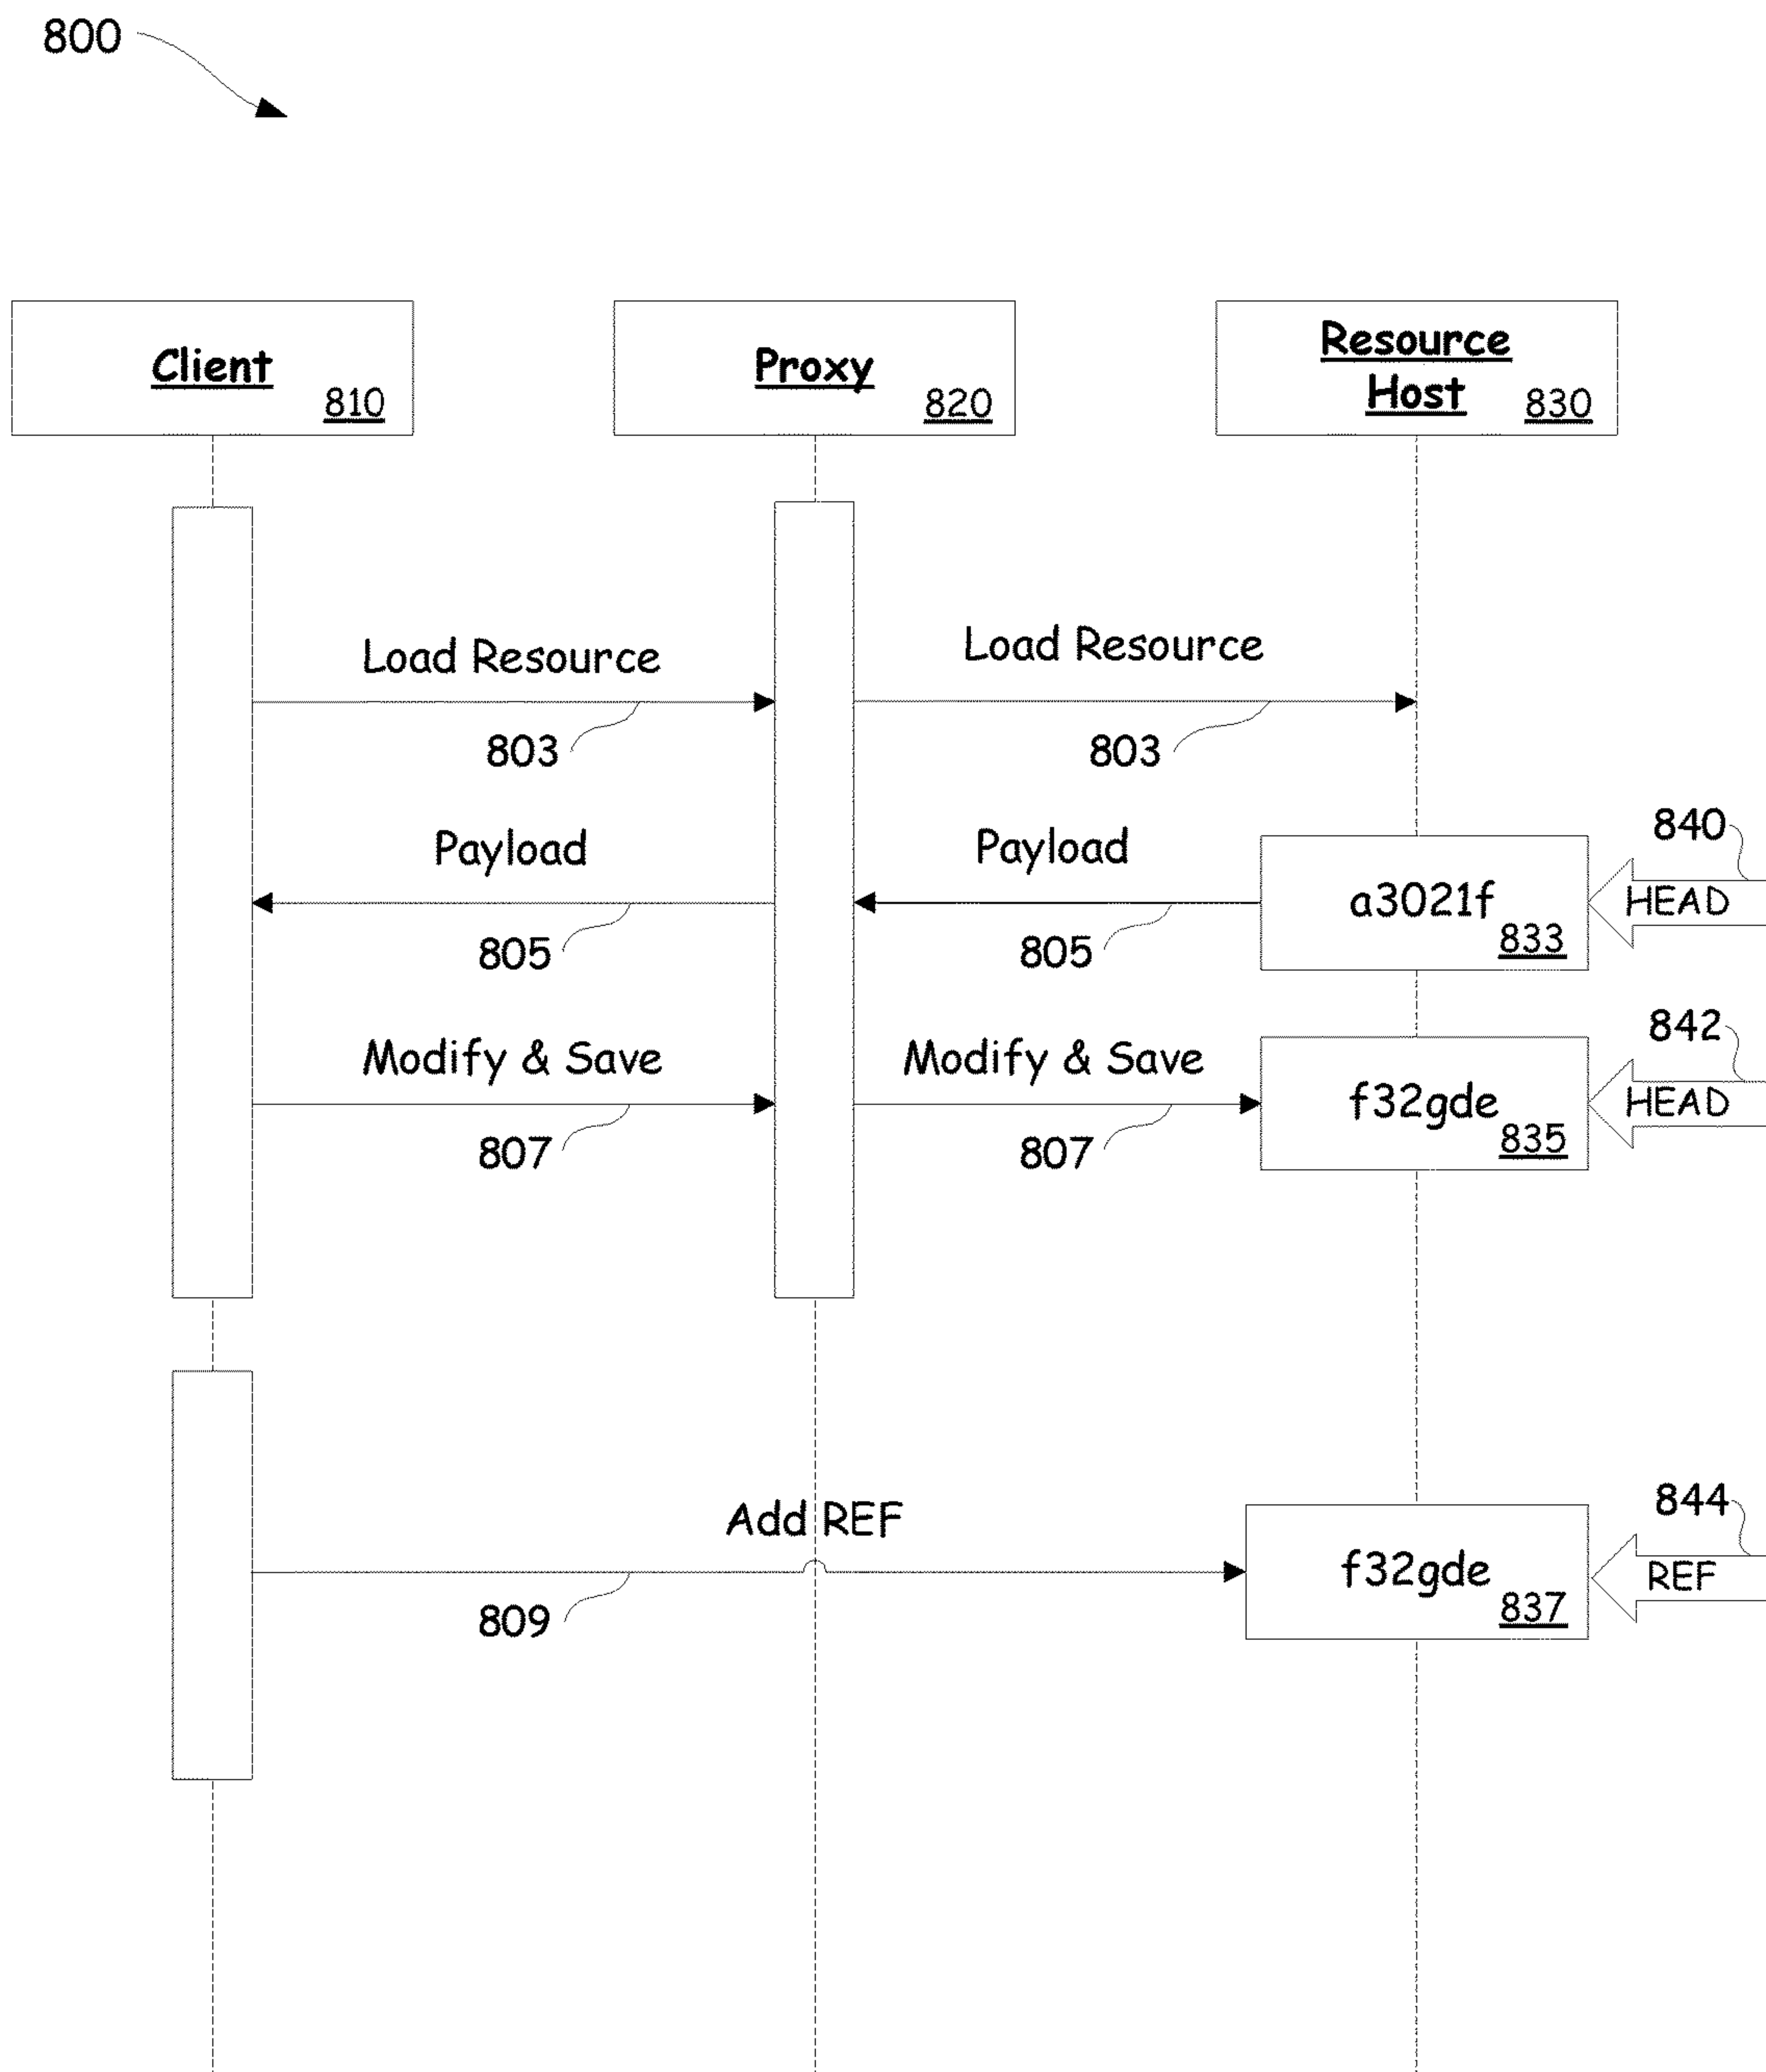 800
Client
810
Proxy
820
Resource
Host
830
Load Resource
803
Load Resource
803
Payload
805
Payload
805
a3021f
833
840
HEAD
Modify & Save
807
Modify & Save
807
f32gde
835
842
HEAD
Add REF
809
f32gde
837
844
REF